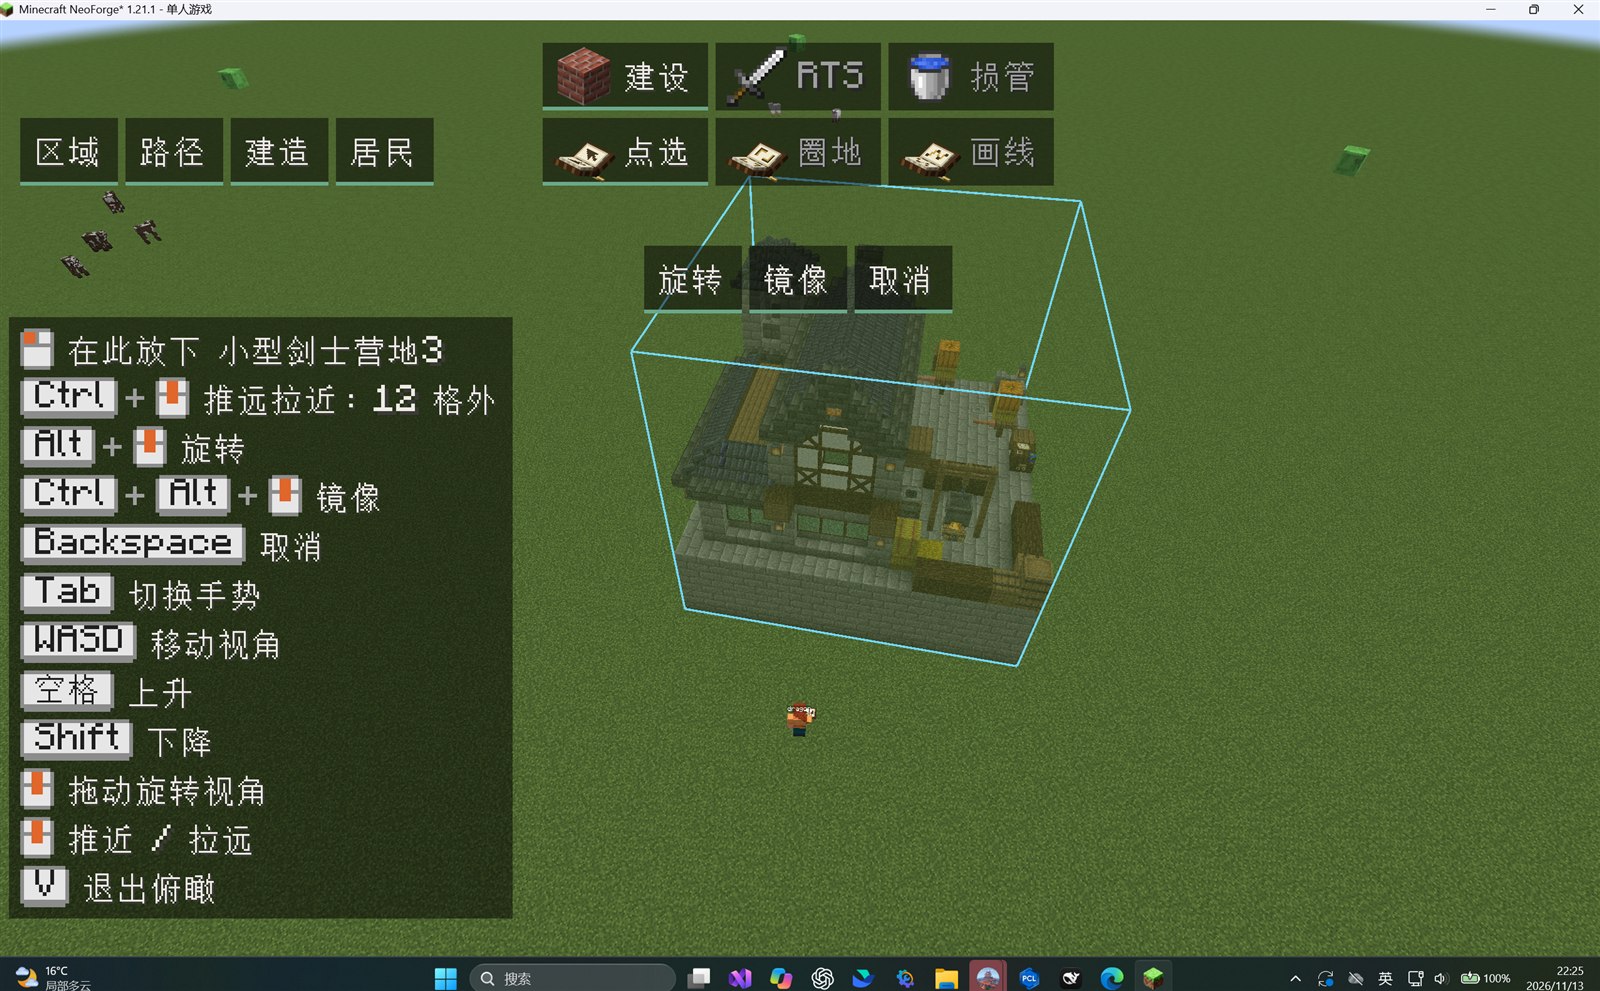 Minecraft NeoForge* 1.21.1 - 单人游戏
建设 RTS 损管
区域 路径 建造 居民 点选 圈地 画线
旋转 镜像 取消
在此放下 小型剑士营地3
Ctrl + 推远拉近：12 格外
Alt + 旋转
Ctrl + Alt + 镜像
Backspace 取消
Tab 切换手势
WASD 移动视角
空格 上升
Shift 下降
拖动旋转视角
推近 / 拉远
V 退出俯瞰
16°C
局部多云
搜索
PCL
英
100%
22:25
2026/11/13